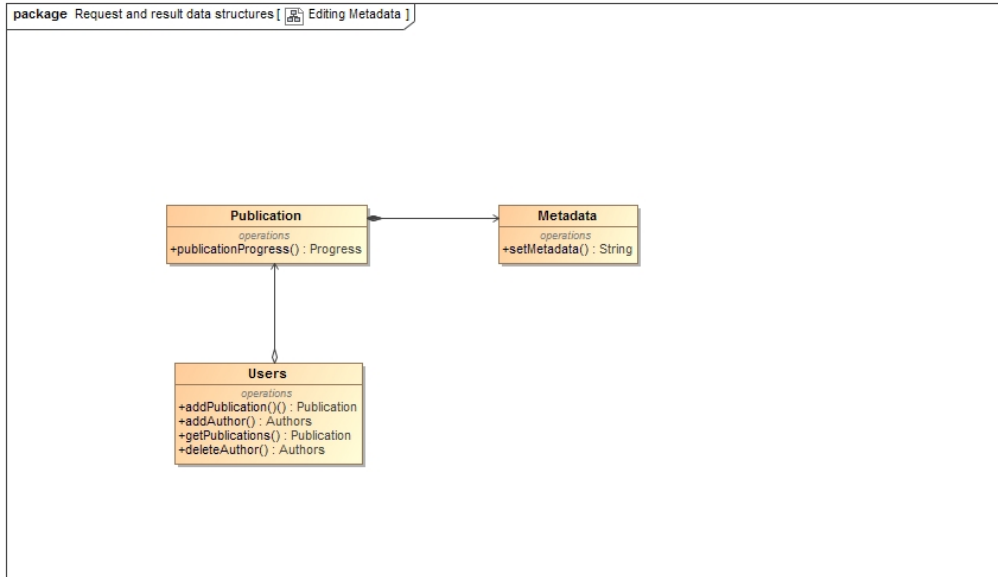 package Request and result data structures [ Editing Metadata ]
Publication
operations
+publicationProgress() : Progress
Metadata
operations
+setMetadata() : String
Users
operations
+addPublication()() : Publication
+addAuthor() : Authors
+getPublications() : Publication
+deleteAuthor() : Authors